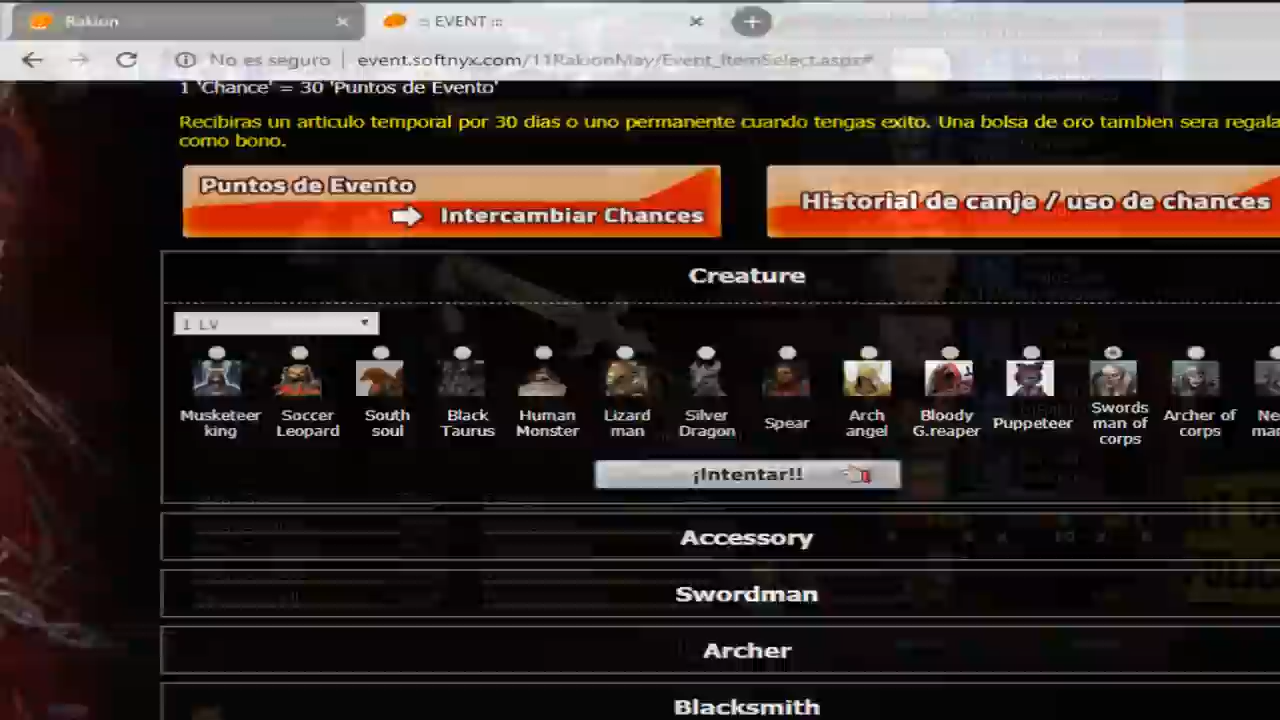 Rakion
::: EVENT :::
No es seguro | event.softnyx.com/11RakionMay/Event_ItemSelect.aspx#
1 'Chance' = 30 'Puntos de Evento'
Recibiras un articulo temporal por 30 dias o uno permanente cuando tengas exito. Una bolsa de oro tambien sera regala
como bono.
Puntos de Evento
Intercambiar Chances
Historial de canje / uso de chances
Creature
1 LV
Musketeer king
Soccer Leopard
South soul
Black Taurus
Human Monster
Lizard man
Silver Dragon
Spear
Arch angel
Bloody G.reaper
Puppeteer
Swords man of corps
Archer of corps
¡Intentar!!
Accessory
Swordman
Archer
Blacksmith